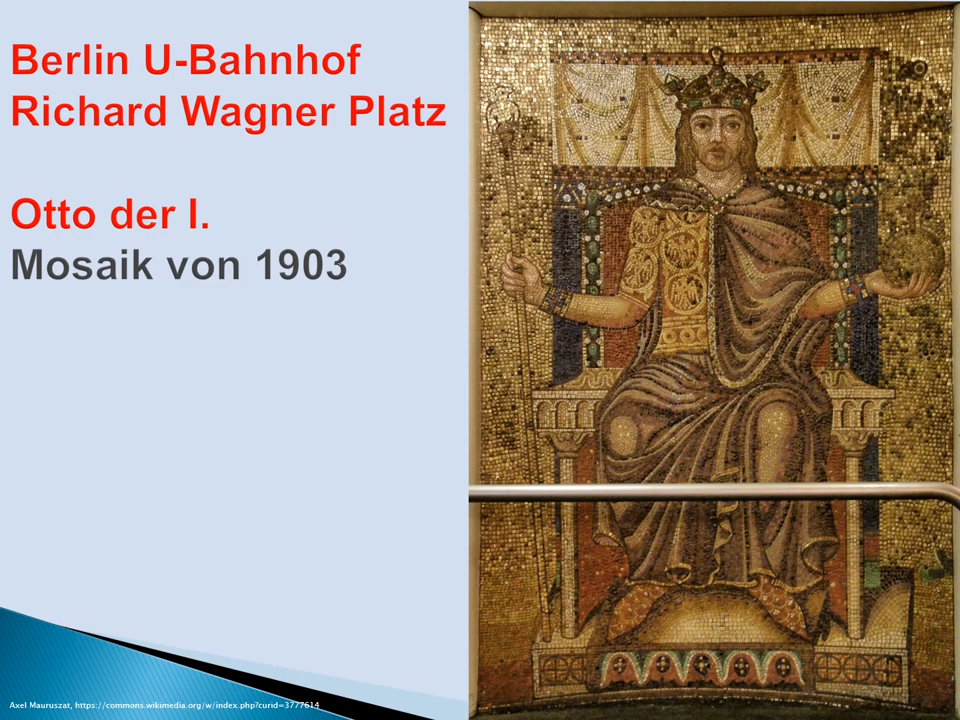 Berlin U-Bahnhof
Richard Wagner Platz
Otto der I.
Mosaik von 1903
Axel Mauruszat, https://commons.wikimedia.org/w/index.php?curid=3777614